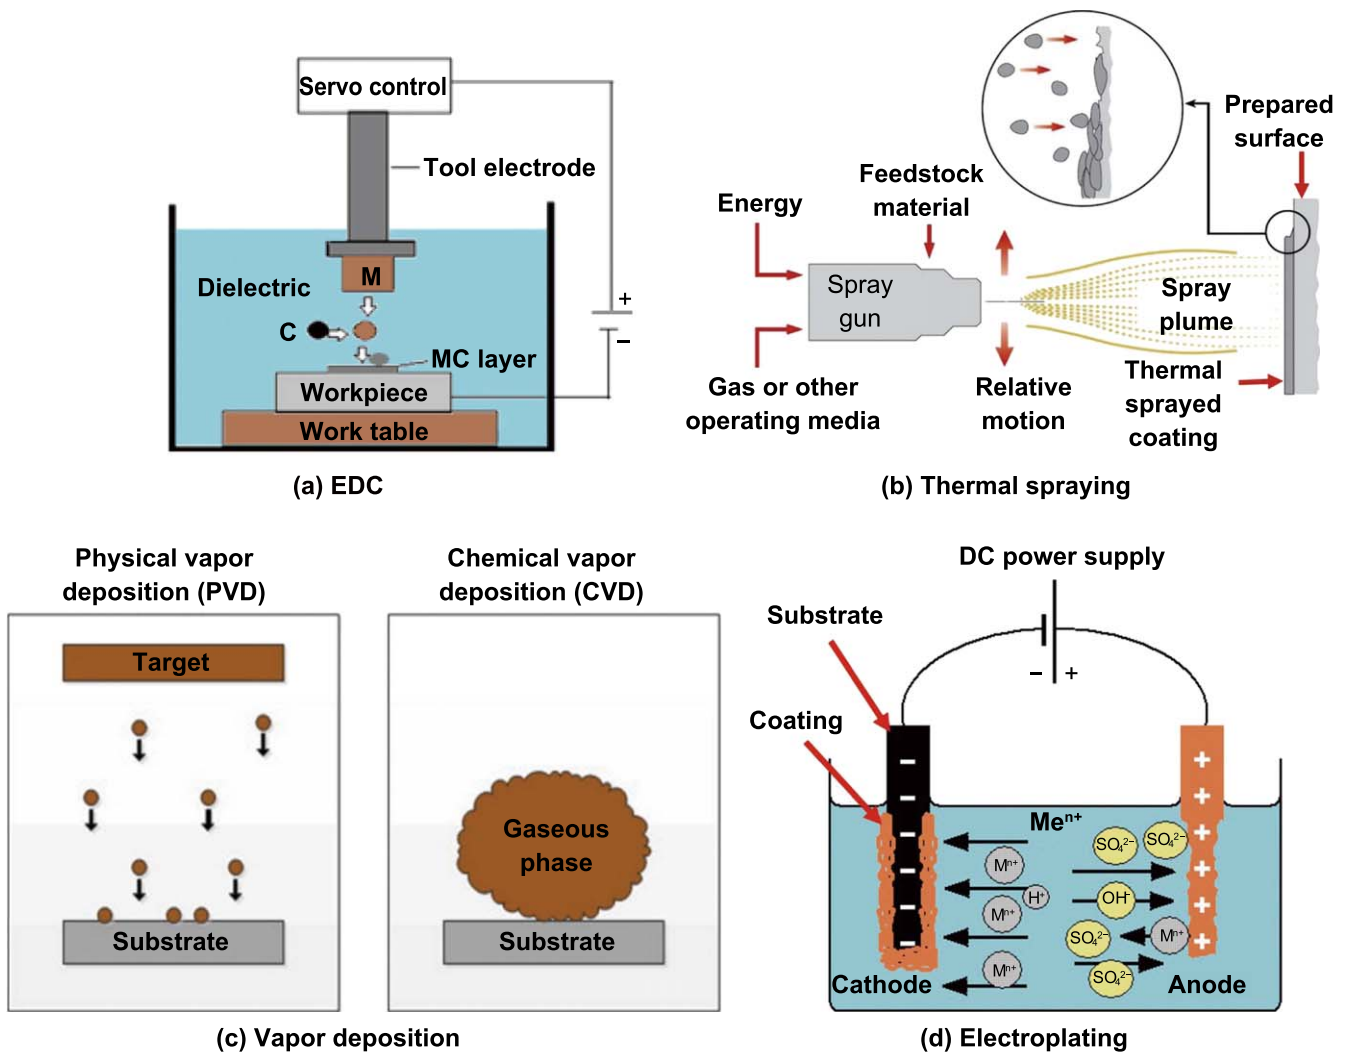 Servo control
Tool electrode
M
Dielectric
C
MC layer
Workpiece
Work table
+
−
(a) EDC
Prepared
surface
Feedstock
material
Energy
Spray
gun
Spray
plume
Gas or other
operating media
Relative
motion
Thermal
sprayed
coating
(b) Thermal spraying
Physical vapor
deposition (PVD)
Target
Substrate
Chemical vapor
deposition (CVD)
Gaseous
phase
Substrate
(c) Vapor deposition
DC power supply
− +
Substrate
Coating
Meⁿ⁺
− +
− +
− +
− +
− +
− +
SO₄²⁻
SO₄²⁻
Mⁿ⁺
H⁺
OH⁻
Mⁿ⁺
SO₄²⁻
Mⁿ⁺
Mⁿ⁺
SO₄²⁻
Cathode
Anode
(d) Electroplating